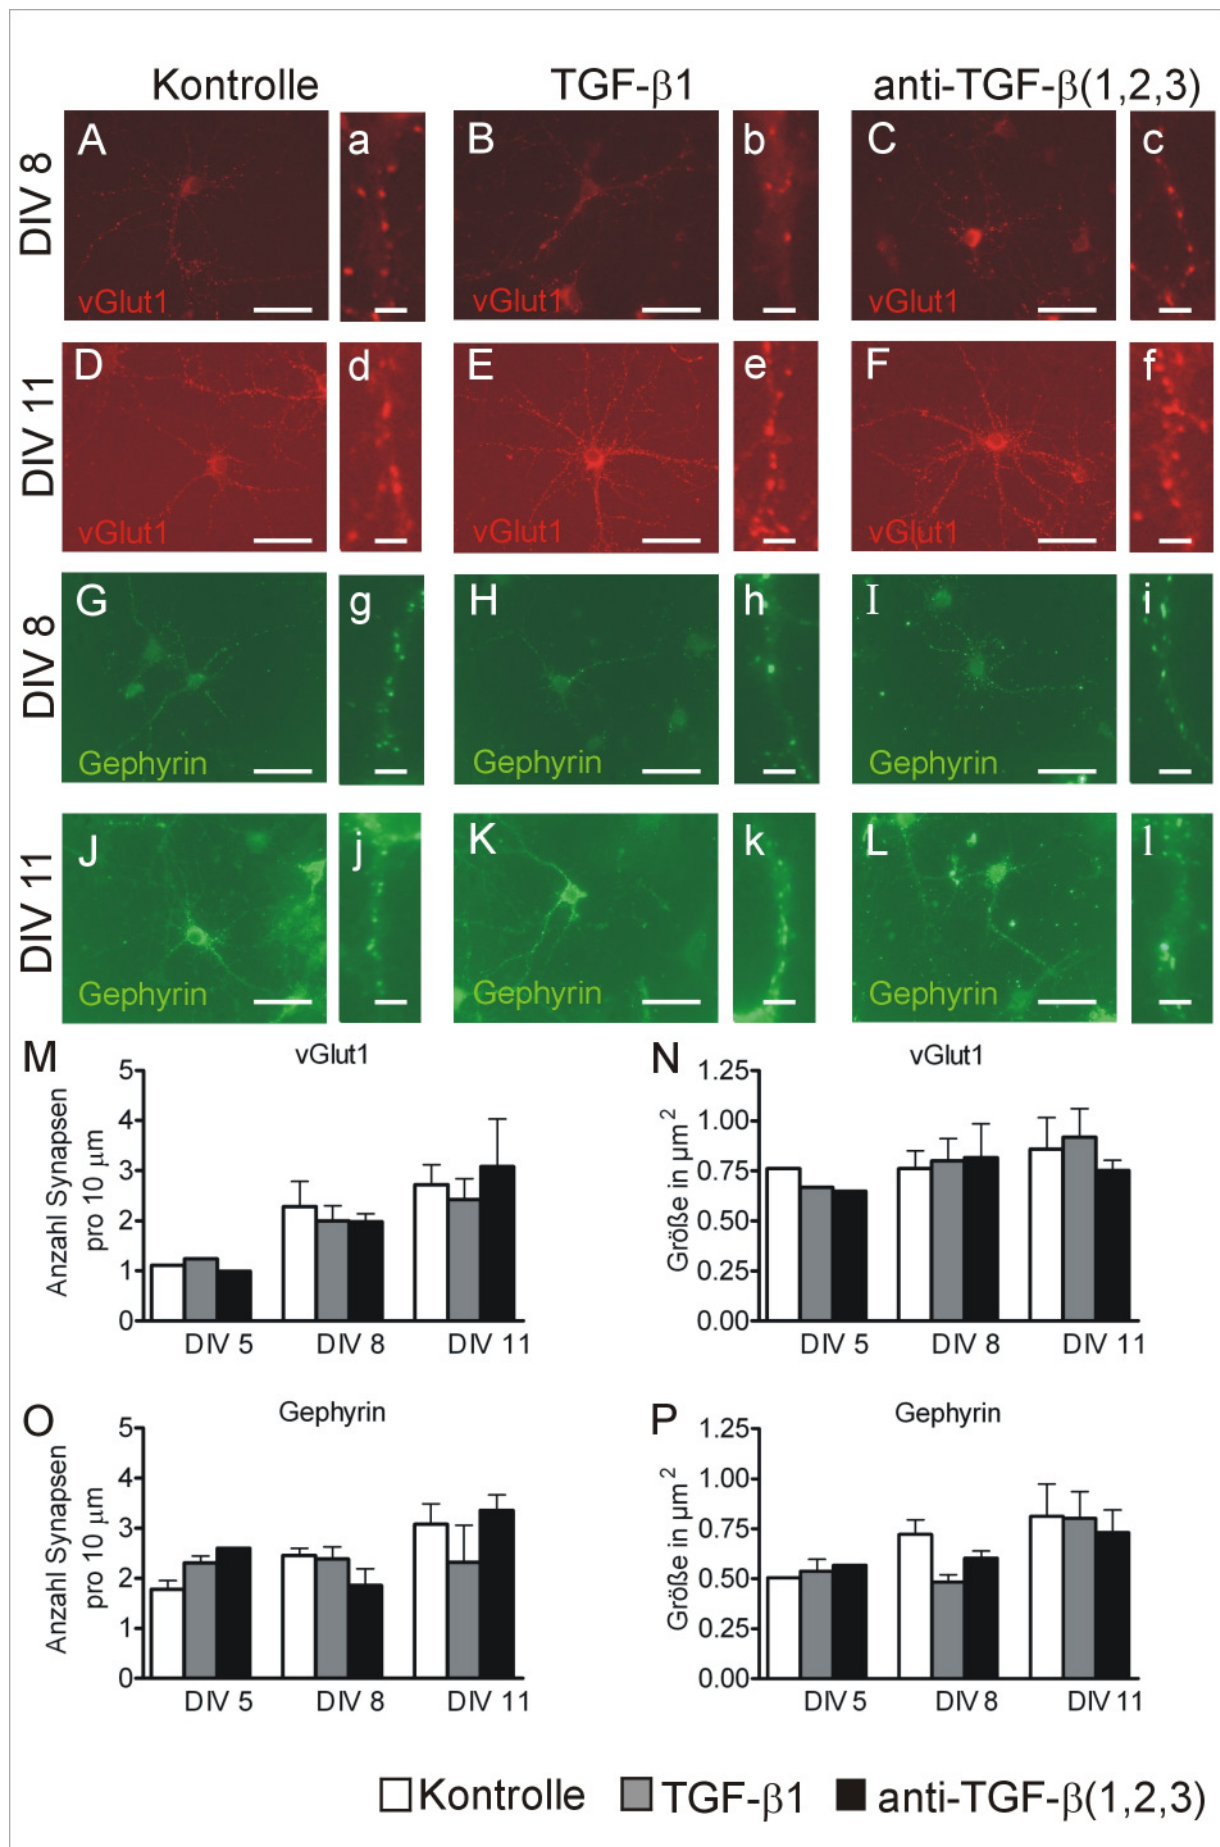 Kontrolle TGF-β1 anti-TGF-β(1,2,3)
DIV 8
A a B b C c
vGlut1 vGlut1 vGlut1
DIV 11
D d E e F f
vGlut1 vGlut1 vGlut1
DIV 8
G g H h I i
Gephyrin Gephyrin Gephyrin
DIV 11
J j K k L l
Gephyrin Gephyrin Gephyrin
M vGlut1
Anzahl Synapsen
pro 10 µm
5
4
3
2
1
0
DIV 5 DIV 8 DIV 11
N vGlut1
Größe in µm²
1.25
1.00
0.75
0.50
0.25
0.00
DIV 5 DIV 8 DIV 11
O Gephyrin
Anzahl Synapsen
pro 10 µm
5
4
3
2
1
0
DIV 5 DIV 8 DIV 11
P Gephyrin
Größe in µm²
1.25
1.00
0.75
0.50
0.25
0.00
DIV 5 DIV 8 DIV 11
Kontrolle TGF-β1 anti-TGF-β(1,2,3)